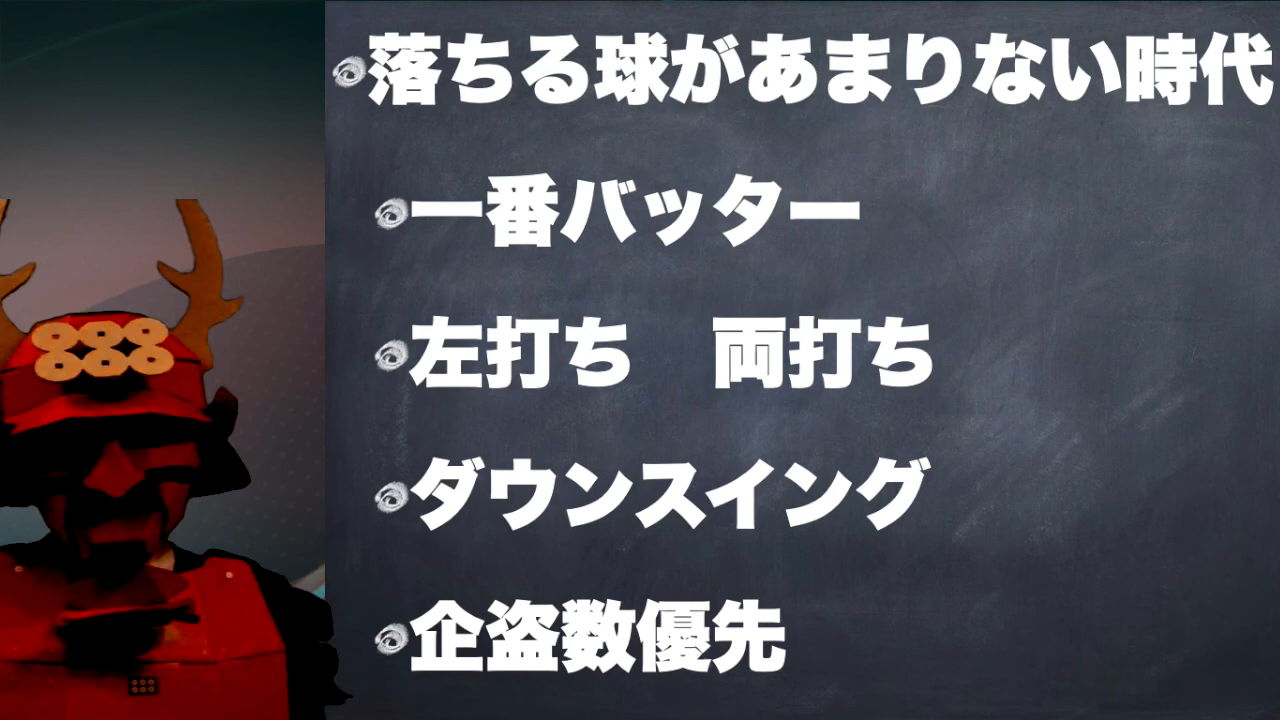 落ちる球があまりない時代
一番バッター
左打ち　両打ち
ダウンスイング
企盗数優先